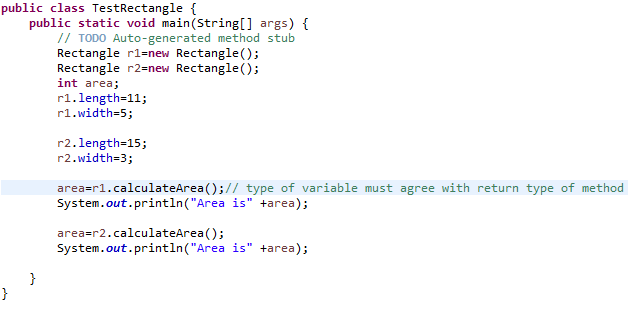 public class TestRectangle {
public static void main(String[] args) {
// TODO Auto-generated method stub
Rectangle r1=new Rectangle();
Rectangle r2=new Rectangle();
int area;
r1.length=11;
r1.width=5;
r2.length=15;
r2.width=3;
area=r1.calculateArea();// type of variable must agree with return type of method
System.out.println("Area is" +area);
area=r2.calculateArea();
System.out.println("Area is" +area);
}
}